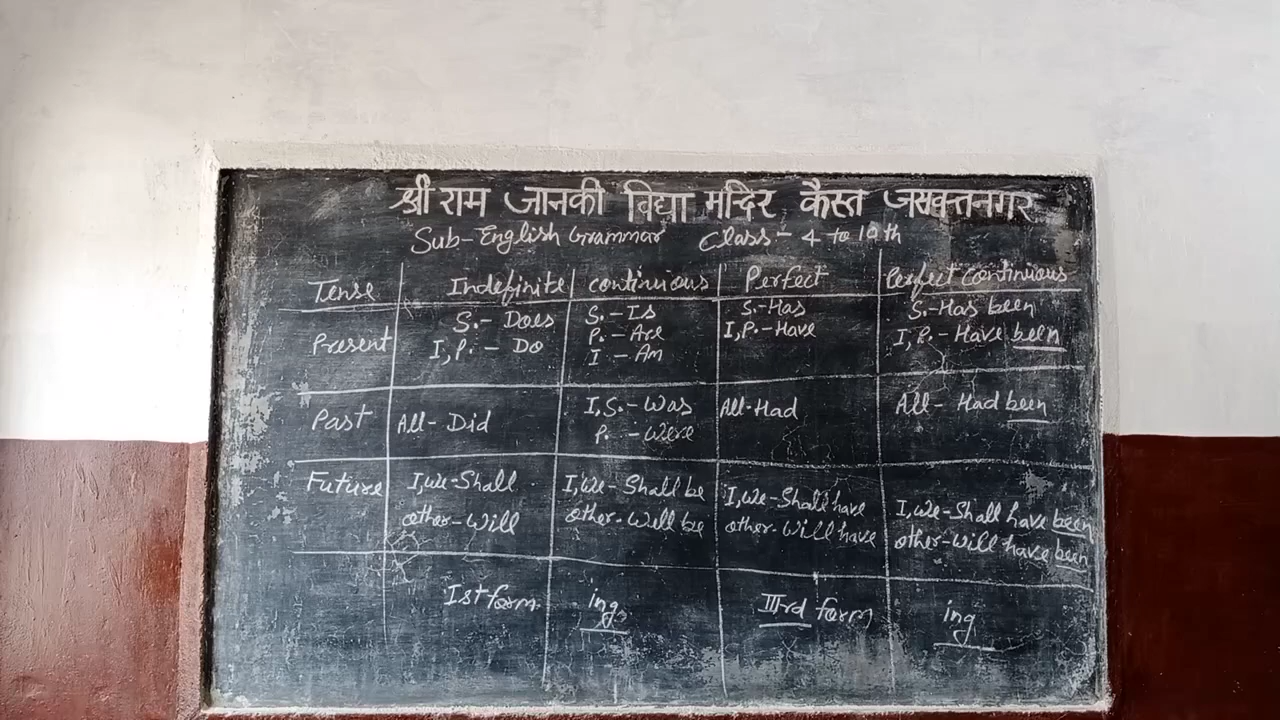 श्री राम जानकी विद्या मन्दिर कैस्त जसवन्तनगर
Sub-English Grammar Class-4 to 10th
Tense Indefinite continuious Perfect Perfect continuious
Present
S.-Does
I,P.-Do
S.-Is
P.-Are
I-Am
S.-Has
I,P.-Have
S.-Has been
I,P.-Have been
Past
All-Did
I,S.-Was
P.-Were
All-Had
All-Had been
Future
I,we-Shall
other-Will
I,We-Shall be
other-Will be
I,We-Shall have
other-Will have
I,We-Shall have been
other-Will have been
Ist form ing IIIrd form ing